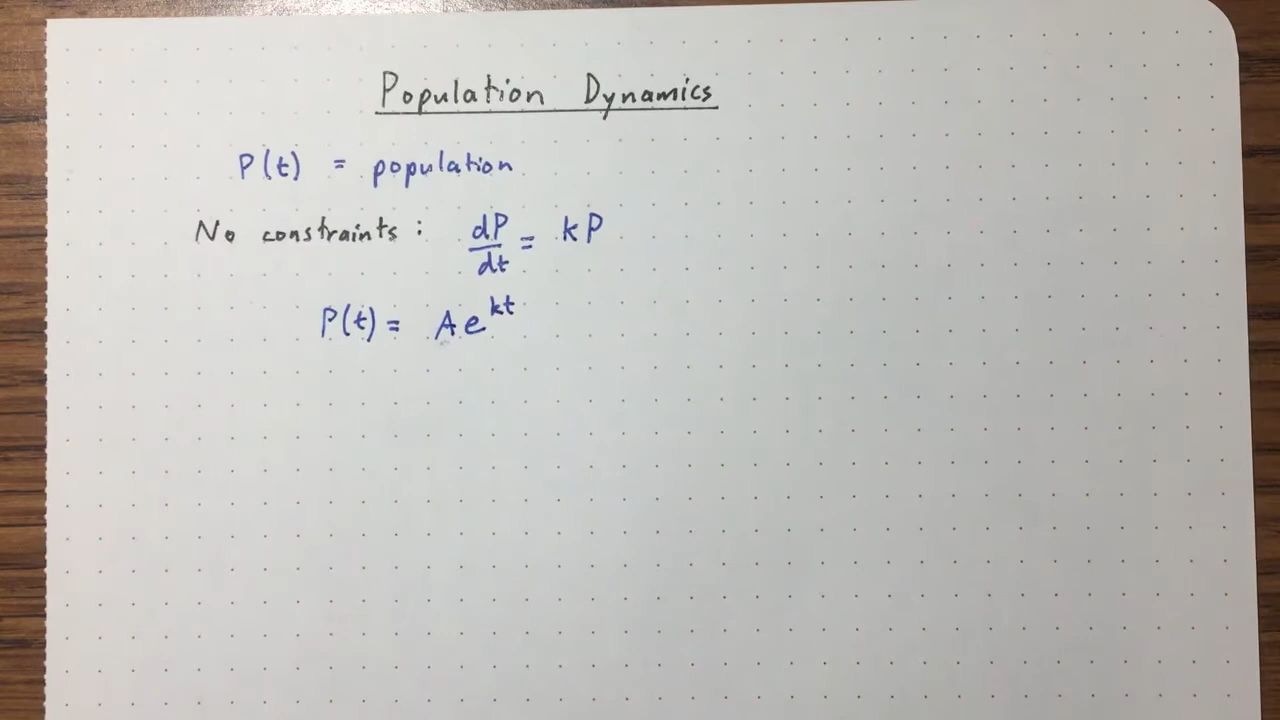 Population Dynamics
P(t) = population
No constraints: dP/dt = kP
P(t) = Ae^kt